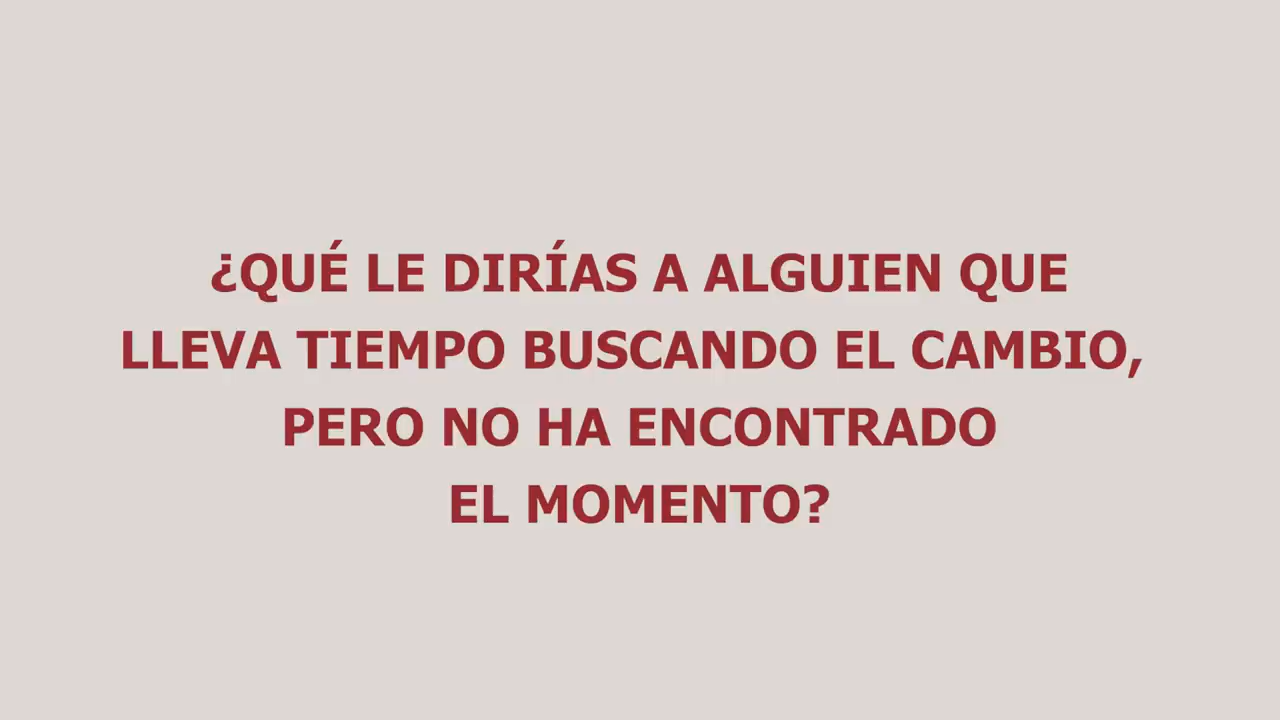 ¿QUÉ LE DIRÍAS A ALGUIEN QUE
LLEVA TIEMPO BUSCANDO EL CAMBIO,
PERO NO HA ENCONTRADO
EL MOMENTO?